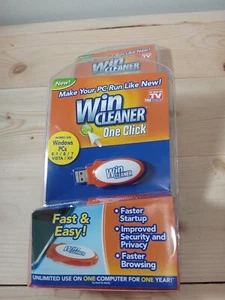 New!
Make Your PC Run Like New!
AS SEEN ON
TV
Win
CLEANER
One Click
Windows
PCs
VISTA / XP
Win
CLEANER
Fast &
Easy!
• Faster
Startup
• Improved
Security and
Privacy
• Faster
Browsing
UNLIMITED USE ON ONE COMPUTER FOR ONE YEAR!